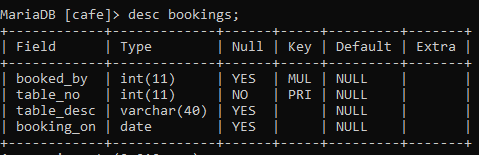 MariaDB [cafe]> desc bookings;
+------------+-------------+------+-----+---------+-------+
| Field      | Type        | Null | Key | Default | Extra |
+------------+-------------+------+-----+---------+-------+
| booked_by  | int(11)     | YES  | MUL | NULL    |       |
| table_no   | int(11)     | NO   | PRI | NULL    |       |
| table_desc | varchar(40) | YES  |     | NULL    |       |
| booking_on | date        | YES  |     | NULL    |       |
+------------+-------------+------+-----+---------+-------+